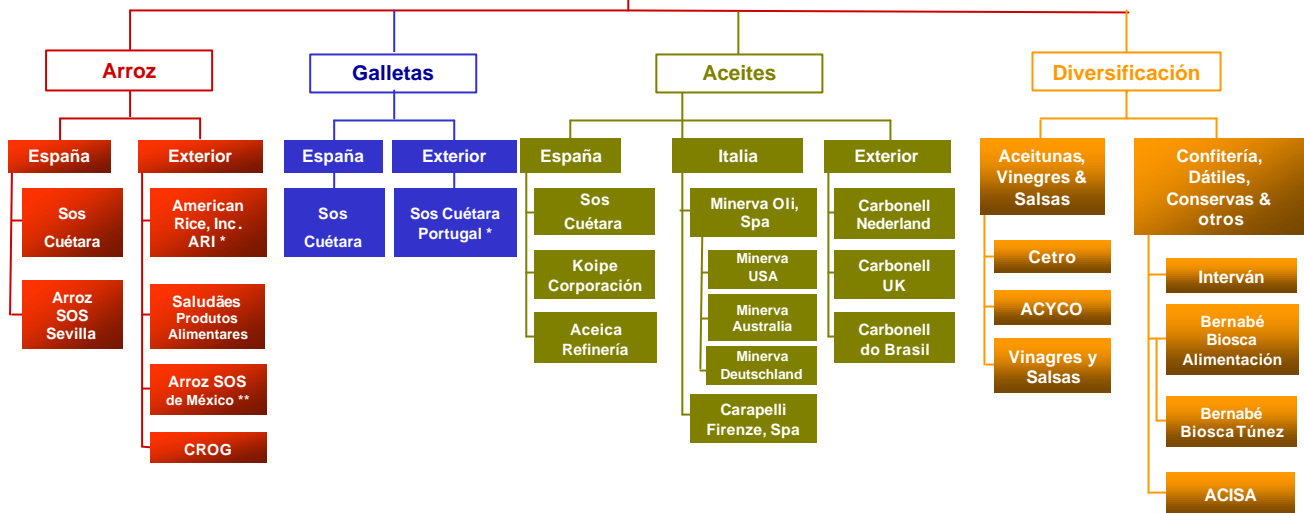 Arroz
España
Sos
Cuétara
Arroz
SOS
Sevilla
Exterior
American
Rice, Inc.
ARI *
Saludães
Produtos
Alimentares
Arroz SOS
de México **
CROG
Galletas
España
Sos
Cuétara
Exterior
Sos Cuétara
Portugal *
Aceites
España
Sos
Cuétara
Koipe
Corporación
Aceica
Refinería
Italia
Minerva Oli,
Spa
Minerva
USA
Minerva
Australia
Minerva
Deutschland
Carapelli
Firenze, Spa
Exterior
Carbonell
Nederland
Carbonell
UK
Carbonell
do Brasil
Diversificación
Aceitunas,
Vinegres &
Salsas
Cetro
ACYCO
Vinagres y
Salsas
Confitería,
Dátiles,
Conservas &
otros
Interván
Bernabé
Biosca
Alimentación
Bernabé
Biosca Túnez
ACISA